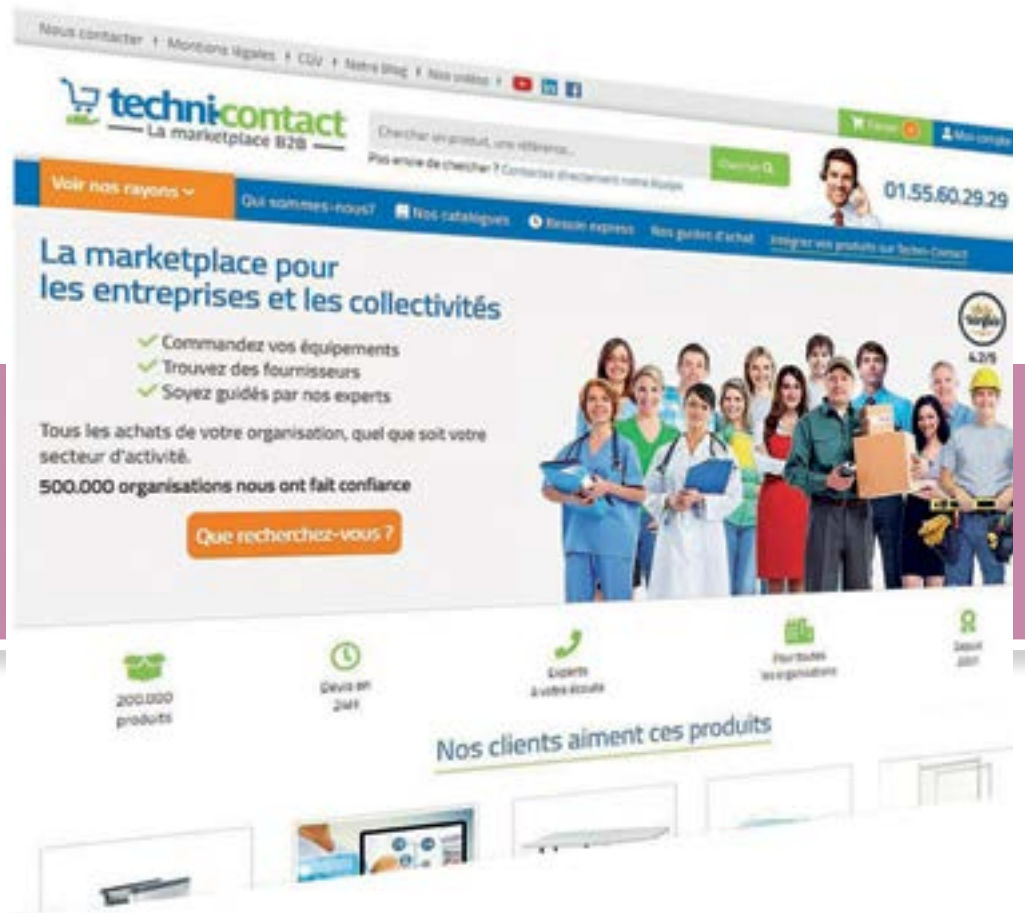 Nous contacter | Mentions légales | CGV | Notre blog | Nos vidéos |
Panier
Mon compte
techni-contact
La marketplace B2B
Chercher un produit, une référence...
Chercher
Pas envie de chercher ? Contactez directement notre équipe
01.55.60.29.29
Voir nos rayons
Qui sommes-nous?
Nos catalogues
Besoin express
Nos guides d'achat
Intégrez vos produits sur Techni-Contact
La marketplace pour
les entreprises et les collectivités
Commandez vos équipements
Trouvez des fournisseurs
Soyez guidés par nos experts
4.2/5
Tous les achats de votre organisation, quel que soit votre
secteur d'activité.
500.000 organisations nous ont fait confiance
Que recherchez-vous ?
200.000
produits
Devis en
24H
Experts
à votre écoute
Pour toutes
les organisations
Depuis
Nos clients aiment ces produits